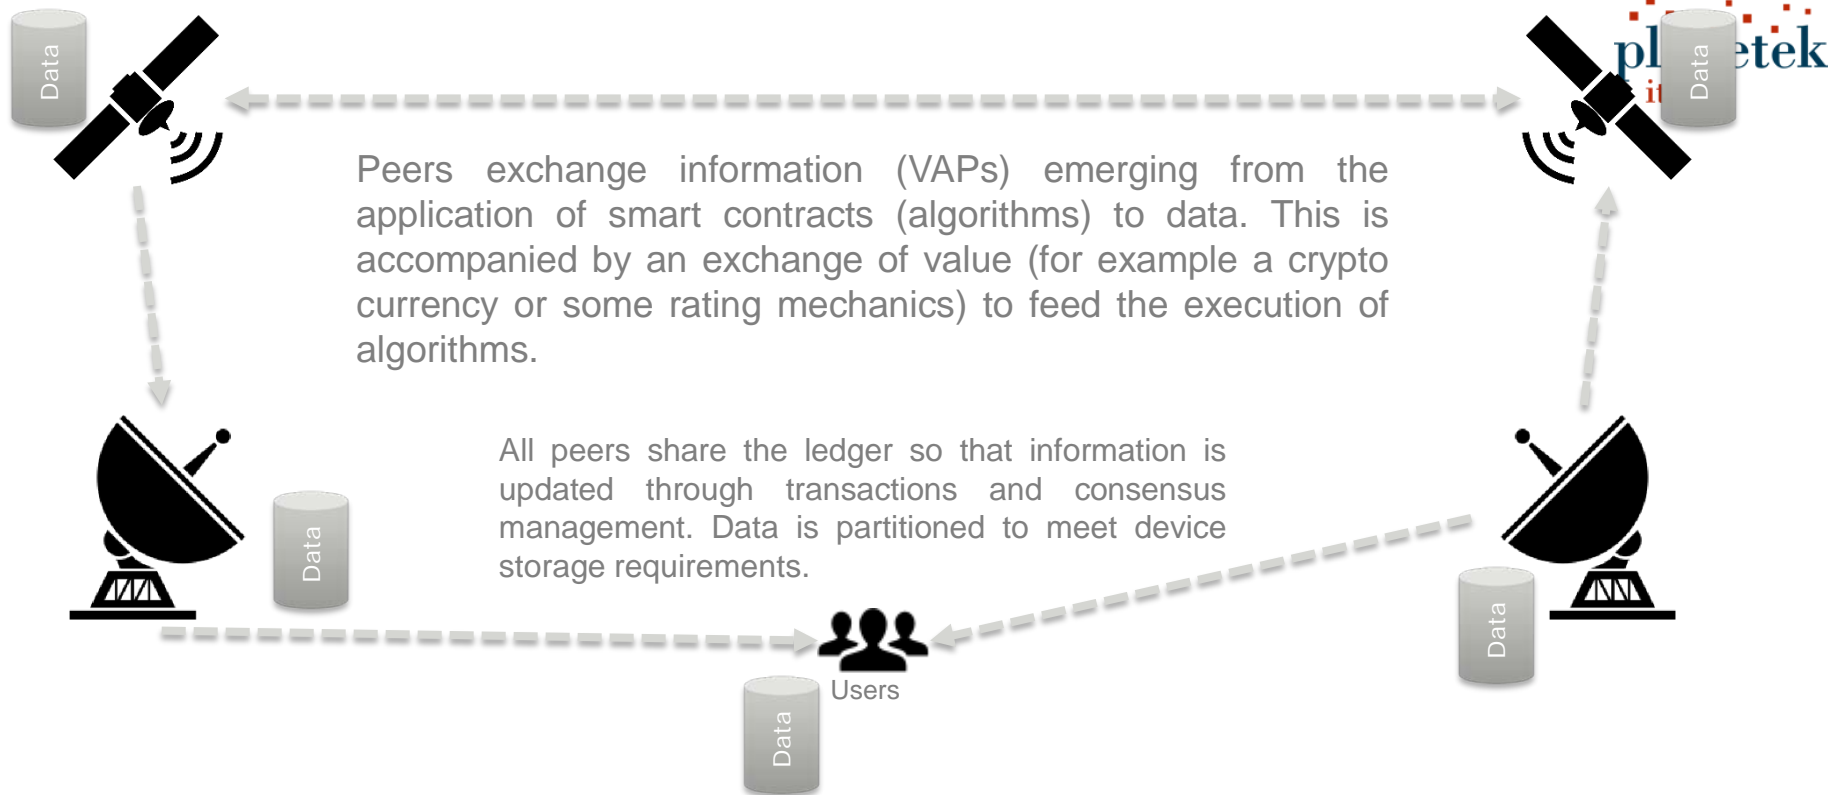 Data
Data
etek
Peers exchange information (VAPs) emerging from the
application of smart contracts (algorithms) to data. This is
accompanied by an exchange of value (for example a crypto
currency or some rating mechanics) to feed the execution of
algorithms.
All peers share the ledger so that information is
updated through transactions and consensus
management. Data is partitioned to meet device
storage requirements.
Data
Data
Users
Data